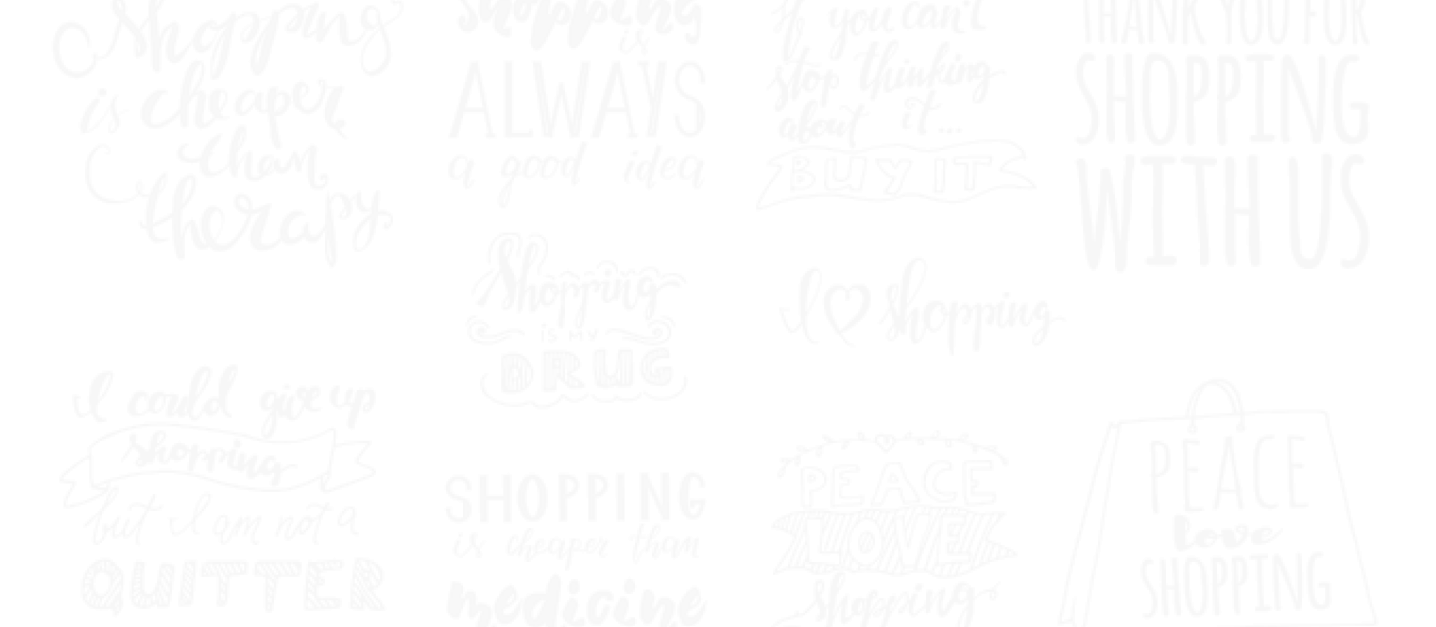 Shopping
is cheaper
than
therapy
shopping
is
ALWAYS
a good idea
If you can't
stop thinking
about it...
BUY IT
THANK YOU FOR
SHOPPING
WITH US
Shopping
IS MY
DRUG
I shopping
I could give up
shopping
but I am not a
QUITTER
SHOPPING
is cheaper than
medicine
PEACE
LOVE
shopping
PEACE
love
SHOPPING